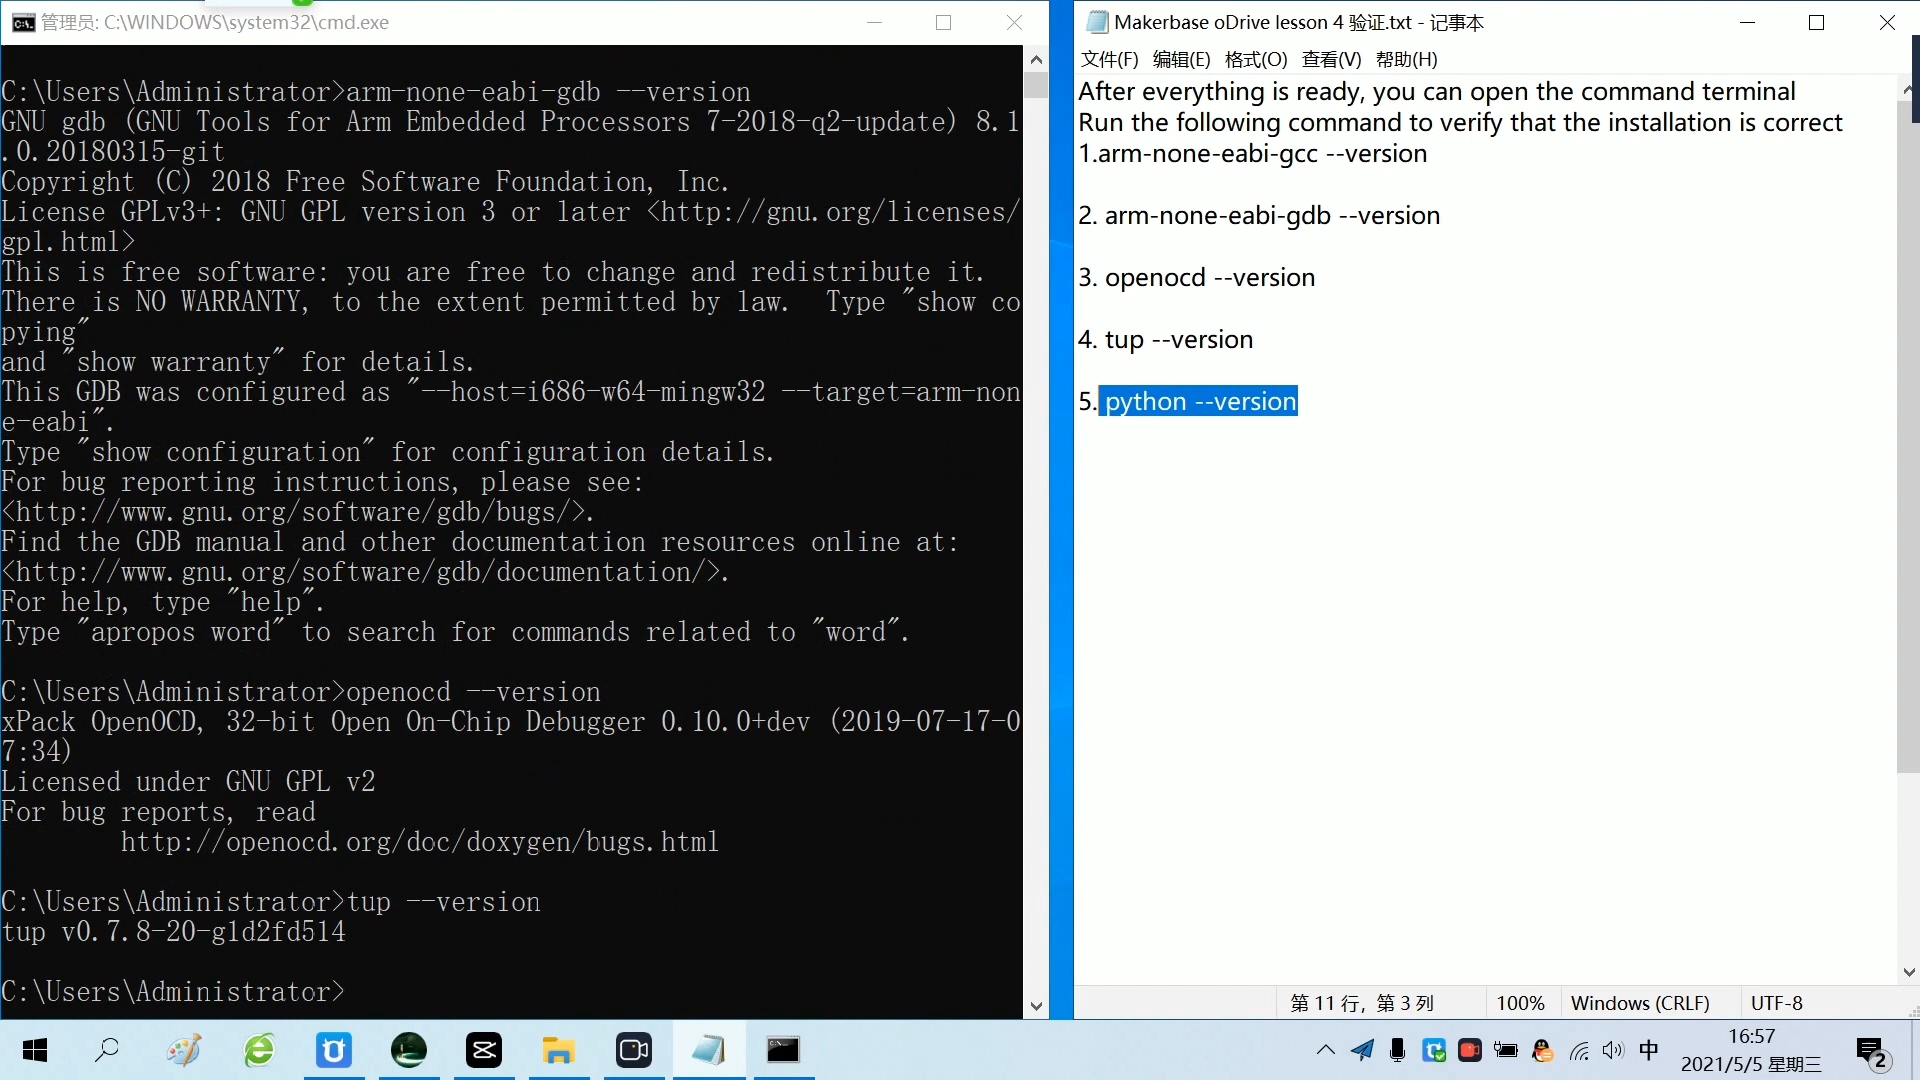 管理员: C:\WINDOWS\system32\cmd.exe
C:\Users\Administrator>arm-none-eabi-gdb --version
GNU gdb (GNU Tools for Arm Embedded Processors 7-2018-q2-update) 8.1
.0.20180315-git
Copyright (C) 2018 Free Software Foundation, Inc.
License GPLv3+: GNU GPL version 3 or later <http://gnu.org/licenses/
gpl.html>
This is free software: you are free to change and redistribute it.
There is NO WARRANTY, to the extent permitted by law.  Type "show co
pying"
and "show warranty" for details.
This GDB was configured as "--host=i686-w64-mingw32 --target=arm-non
e-eabi".
Type "show configuration" for configuration details.
For bug reporting instructions, please see:
<http://www.gnu.org/software/gdb/bugs/>.
Find the GDB manual and other documentation resources online at:
<http://www.gnu.org/software/gdb/documentation/>.
For help, type "help".
Type "apropos word" to search for commands related to "word".
C:\Users\Administrator>openocd --version
xPack OpenOCD, 32-bit Open On-Chip Debugger 0.10.0+dev (2019-07-17-0
7:34)
Licensed under GNU GPL v2
For bug reports, read
http://openocd.org/doc/doxygen/bugs.html
C:\Users\Administrator>tup --version
tup v0.7.8-20-g1d2fd514
C:\Users\Administrator>
Makerbase oDrive lesson 4 验证.txt - 记事本
文件(F) 编辑(E) 格式(O) 查看(V) 帮助(H)
After everything is ready, you can open the command terminal
Run the following command to verify that the installation is correct
1.arm-none-eabi-gcc --version
2. arm-none-eabi-gdb --version
3. openocd --version
4. tup --version
5. python --version
第 11 行，第 3 列 100% Windows (CRLF) UTF-8
中
16:57
2021/5/5 星期三
2